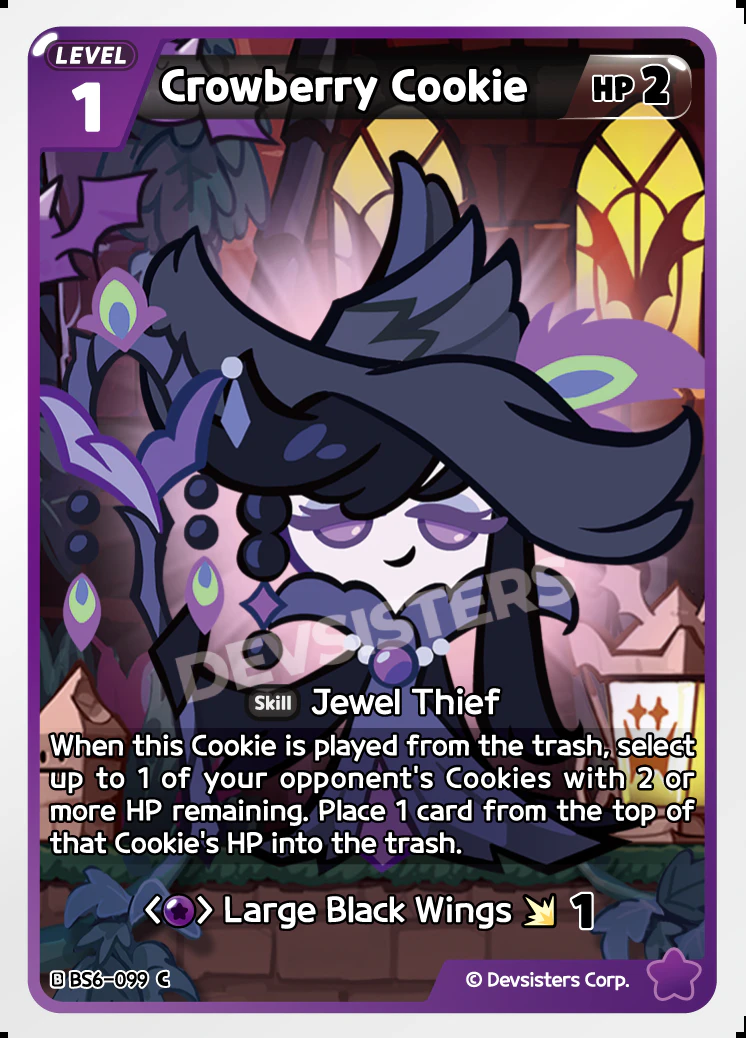 LEVEL
1
Crowberry Cookie
HP 2
DEVSISTERS
Skill Jewel Thief
When this Cookie is played from the trash, select
up to 1 of your opponent's Cookies with 2 or
more HP remaining. Place 1 card from the top of
that Cookie's HP into the trash.
< > Large Black Wings 1
B BS6-099 C
© Devsisters Corp.